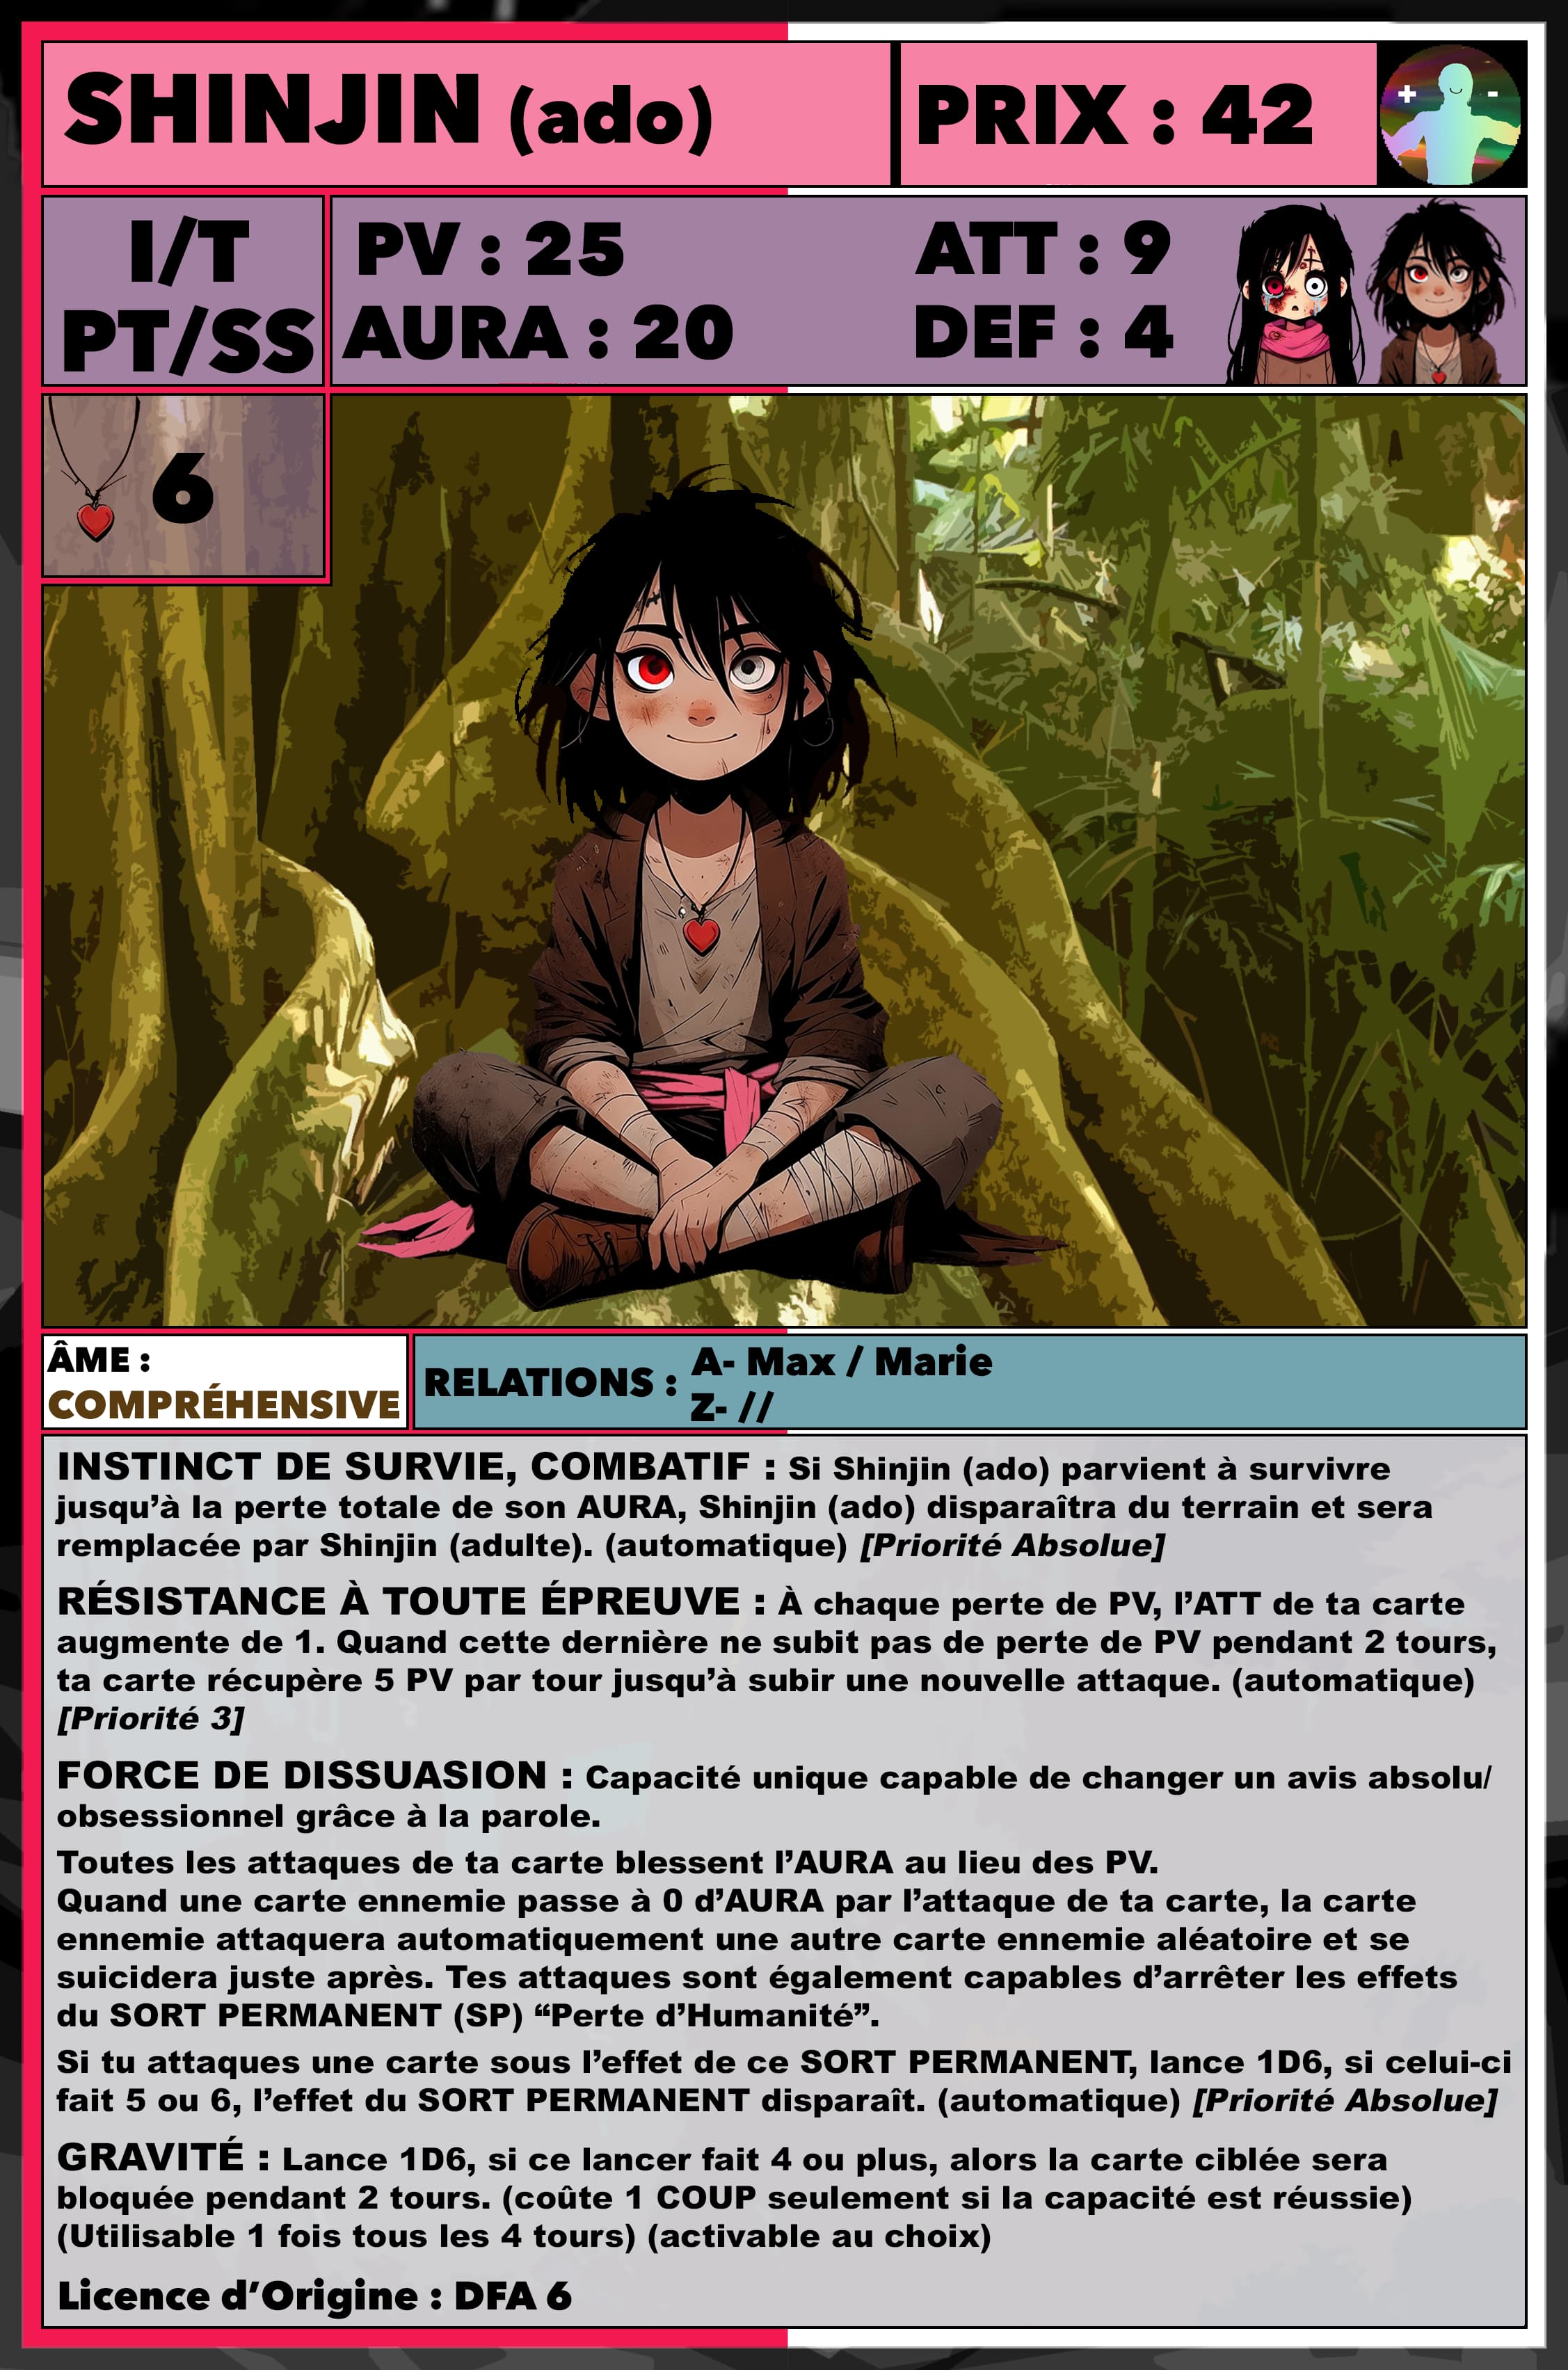 SHINJIN (ado)
PRIX : 42
+ -
I/T
PT/SS
PV : 25
ATT : 9
AURA : 20
DEF : 4
6
ÂME :
COMPRÉHENSIVE
RELATIONS :
A- Max / Marie
Z- //
INSTINCT DE SURVIE, COMBATIF : Si Shinjin (ado) parvient à survivre
jusqu’à la perte totale de son AURA, Shinjin (ado) disparaîtra du terrain et sera
remplacée par Shinjin (adulte). (automatique) [Priorité Absolue]
RÉSISTANCE À TOUTE ÉPREUVE : À chaque perte de PV, l’ATT de ta carte
augmente de 1. Quand cette dernière ne subit pas de perte de PV pendant 2 tours,
ta carte récupère 5 PV par tour jusqu’à subir une nouvelle attaque. (automatique)
[Priorité 3]
FORCE DE DISSUASION : Capacité unique capable de changer un avis absolu/
obsessionnel grâce à la parole.
Toutes les attaques de ta carte blessent l’AURA au lieu des PV.
Quand une carte ennemie passe à 0 d’AURA par l’attaque de ta carte, la carte
ennemie attaquera automatiquement une autre carte ennemie aléatoire et se
suicidera juste après. Tes attaques sont également capables d’arrêter les effets
du SORT PERMANENT (SP) “Perte d’Humanité”.
Si tu attaques une carte sous l’effet de ce SORT PERMANENT, lance 1D6, si celui-ci
fait 5 ou 6, l’effet du SORT PERMANENT disparaît. (automatique) [Priorité Absolue]
GRAVITÉ : Lance 1D6, si ce lancer fait 4 ou plus, alors la carte ciblée sera
bloquée pendant 2 tours. (coûte 1 COUP seulement si la capacité est réussie)
(Utilisable 1 fois tous les 4 tours) (activable au choix)
Licence d’Origine : DFA 6